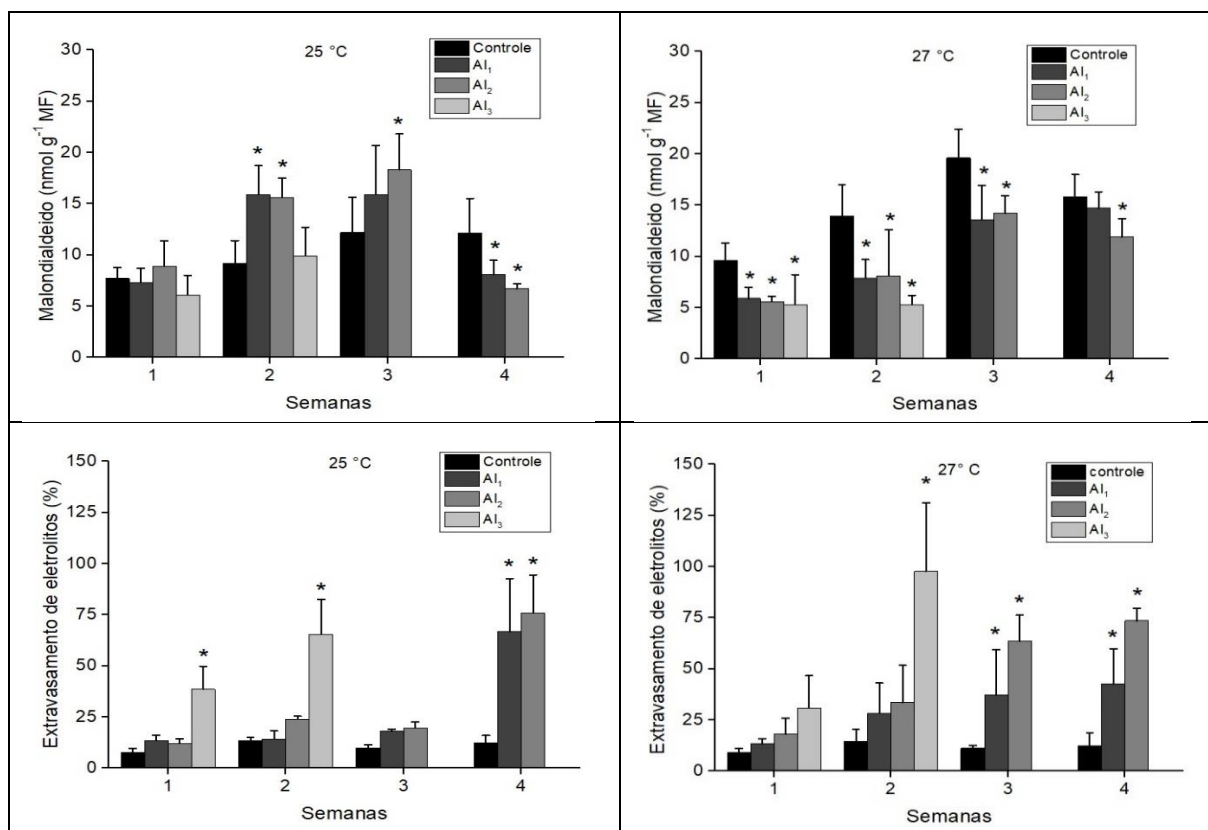 25 °C
Controle
Al₁
Al₂
Al₃
Malondialdeído (nmol g⁻¹ MF)
30
25
20
15
10
5
0
* * * * *
1 2 3 4
Semanas
27 °C
Controle
Al₁
Al₂
Al₃
Malondialdeído (nmol g⁻¹ MF)
30
25
20
15
10
5
0
* * * * * * * * *
1 2 3 4
Semanas
25 °C
Controle
Al₁
Al₂
Al₃
Extravasamento de eletrolitos (%)
150
125
100
75
50
25
0
* * * *
1 2 3 4
Semanas
27° C
controle
Al₁
Al₂
Al₃
Extravasamento de eletrolitos (%)
150
125
100
75
50
25
0
* * * * *
1 2 3 4
Semanas